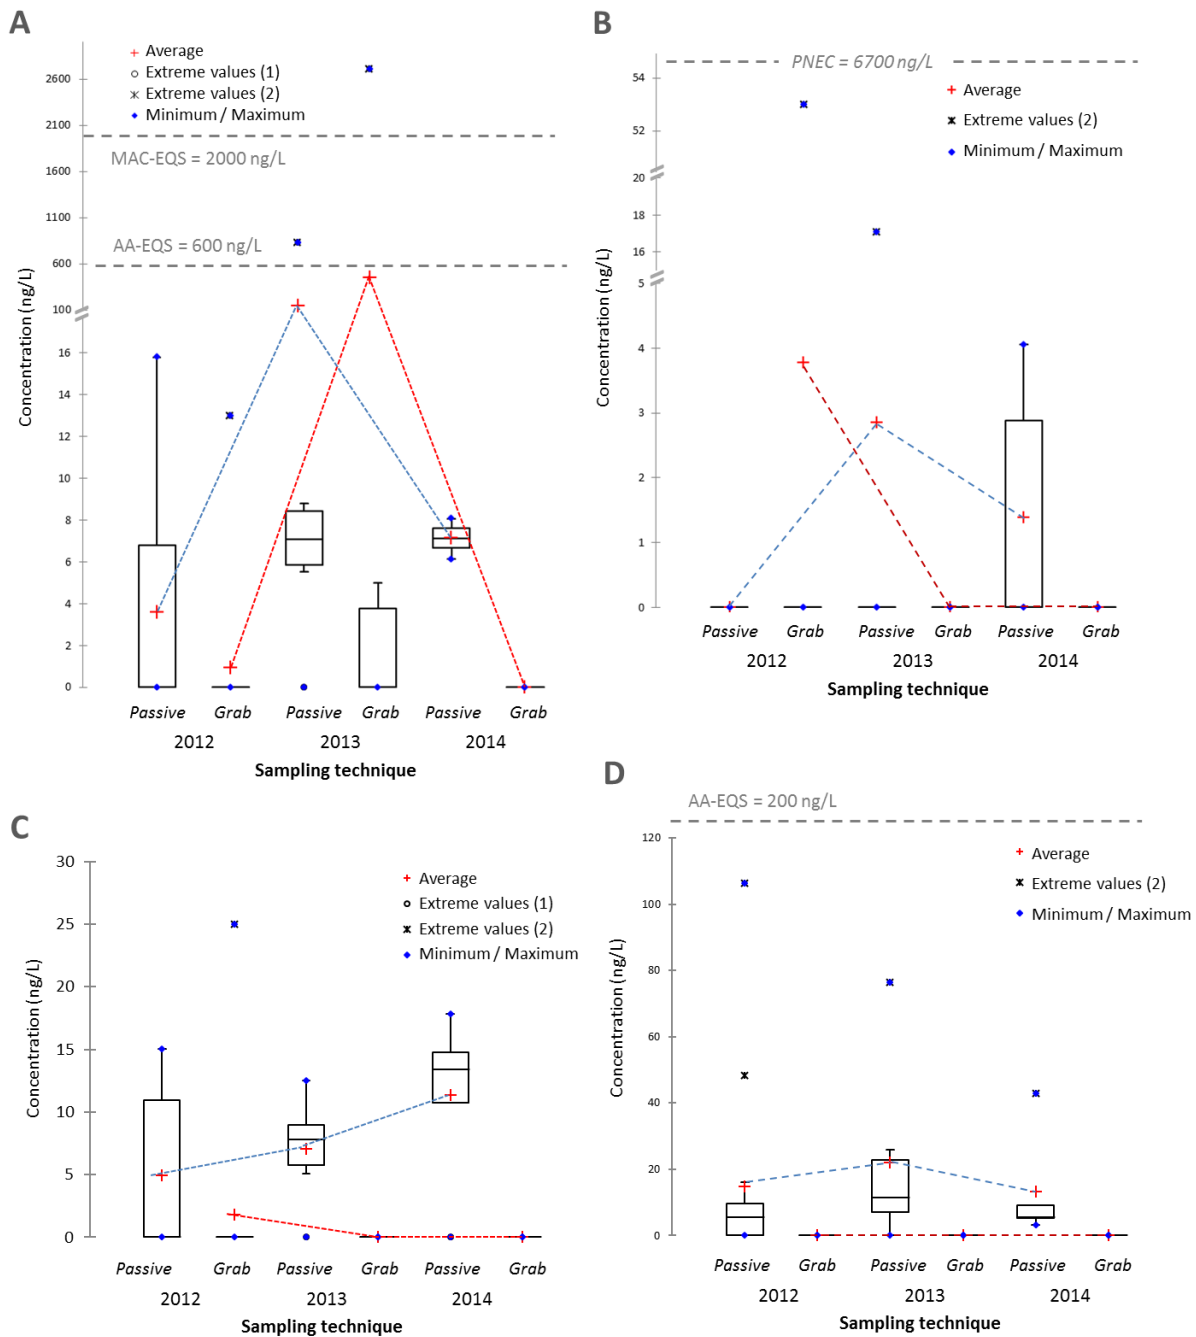 A
Average
Extreme values (1)
Extreme values (2)
Minimum / Maximum
2600
2100
MAC-EQS = 2000 ng/L
1600
1100
AA-EQS = 600 ng/L
600
100
16
14
12
10
8
6
4
2
0
Concentration (ng/L)
Passive Grab Passive Grab Passive Grab
2012 2013 2014
Sampling technique
B
PNEC = 6700 ng/L
Average
Extreme values (2)
Minimum / Maximum
54
52
20
18
16
5
4
3
2
1
0
Concentration (ng/L)
Passive Grab Passive Grab Passive Grab
2012 2013 2014
Sampling technique
C
Average
Extreme values (1)
Extreme values (2)
Minimum / Maximum
30
25
20
15
10
5
0
Concentration (ng/L)
Passive Grab Passive Grab Passive Grab
2012 2013 2014
Sampling technique
D
AA-EQS = 200 ng/L
Average
Extreme values (2)
Minimum / Maximum
120
100
80
60
40
20
0
Concentration (ng/L)
Passive Grab Passive Grab Passive Grab
2012 2013 2014
Sampling technique